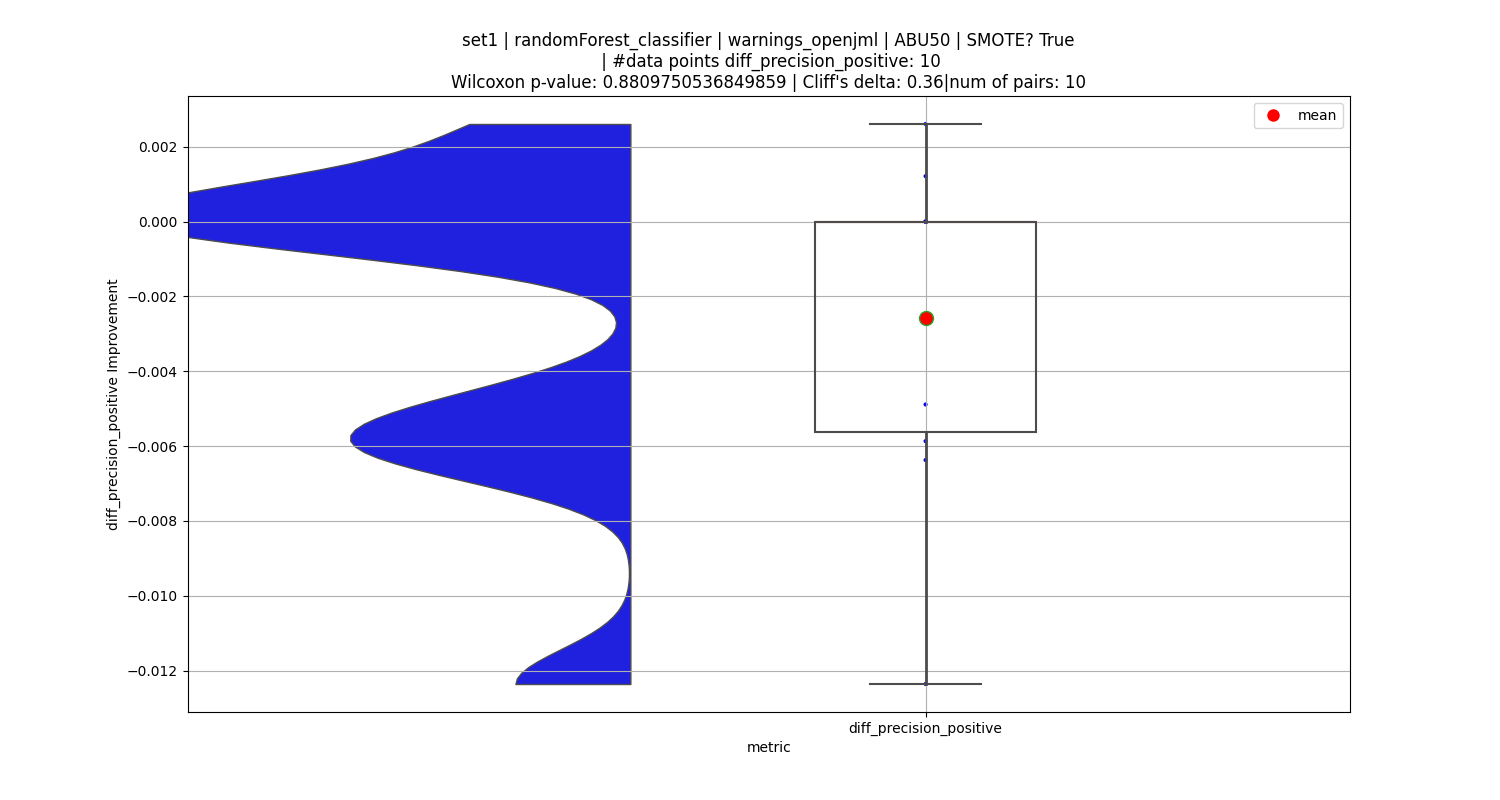 set1 | randomForest_classifier | warnings_openjml | ABU50 | SMOTE? True
| #data points diff_precision_positive: 10
Wilcoxon p-value: 0.8809750536849859 | Cliff's delta: 0.36|num of pairs: 10
mean
0.002
0.000
−0.002
−0.004
−0.006
−0.008
−0.010
−0.012
diff_precision_positive Improvement
diff_precision_positive
metric